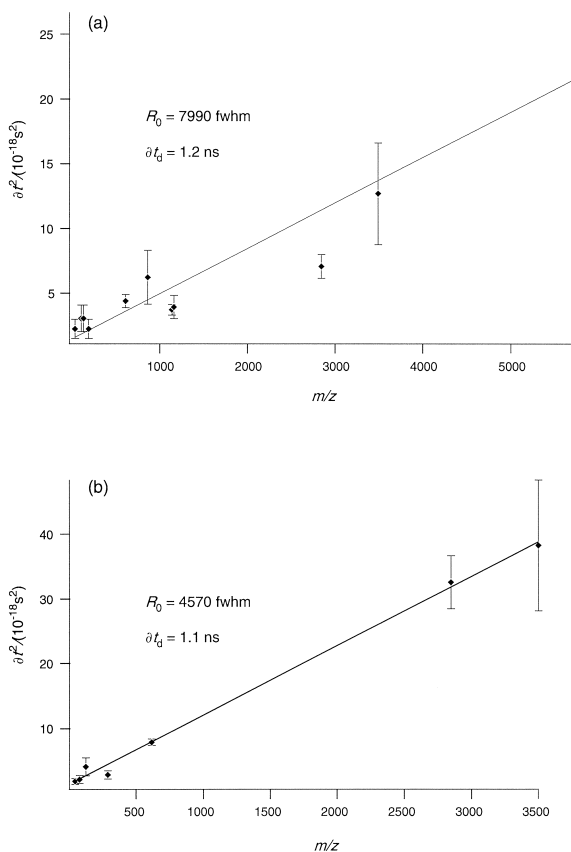 (a)
25
20
15
10
5
∂t²/(10⁻¹⁸s²)
R₀ = 7990 fwhm
∂t_d = 1.2 ns
1000 2000 3000 4000 5000
m/z
(b)
40
30
20
10
∂t²/(10⁻¹⁸s²)
R₀ = 4570 fwhm
∂t_d = 1.1 ns
500 1000 1500 2000 2500 3000 3500
m/z